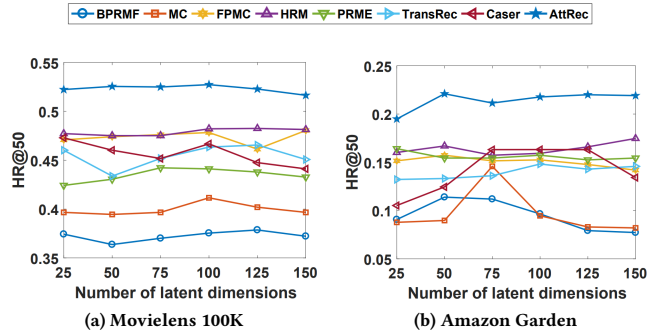 BPRMF MC FPMC HRM PRME TransRec Caser AttRec
HR@50
0.55
0.5
0.45
0.4
0.35
25 50 75 100 125 150
Number of latent dimensions
(a) Movielens 100K
HR@50
0.25
0.2
0.15
0.1
0.05
25 50 75 100 125 150
Number of latent dimensions
(b) Amazon Garden